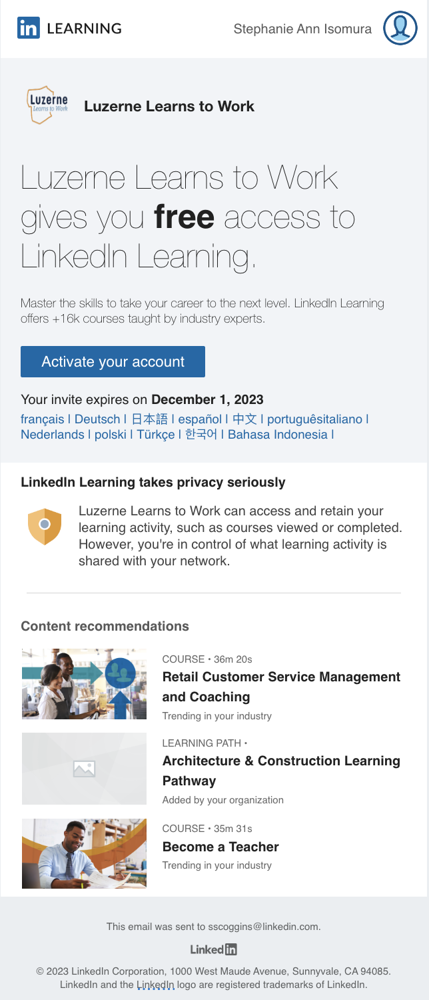 in LEARNING
Stephanie Ann Isomura
Luzerne
Learns to Work
Luzerne Learns to Work
Luzerne Learns to Work
gives you free access to
LinkedIn Learning.
Master the skills to take your career to the next level. LinkedIn Learning
offers +16k courses taught by industry experts.
Activate your account
Your invite expires on December 1, 2023
français | Deutsch | 日本語 | español | 中文 | portuguêsitaliano |
Nederlands | polski | Türkçe | 한국어 | Bahasa Indonesia |
LinkedIn Learning takes privacy seriously
Luzerne Learns to Work can access and retain your
learning activity, such as courses viewed or completed.
However, you're in control of what learning activity is
shared with your network.
Content recommendations
COURSE • 36m 20s
Retail Customer Service Management
and Coaching
Trending in your industry
LEARNING PATH •
Architecture & Construction Learning
Pathway
Added by your organization
COURSE • 35m 31s
Become a Teacher
Trending in your industry
This email was sent to sscoggins@linkedin.com.
Linked in
© 2023 LinkedIn Corporation, 1000 West Maude Avenue, Sunnyvale, CA 94085.
LinkedIn and the LinkedIn logo are registered trademarks of LinkedIn.